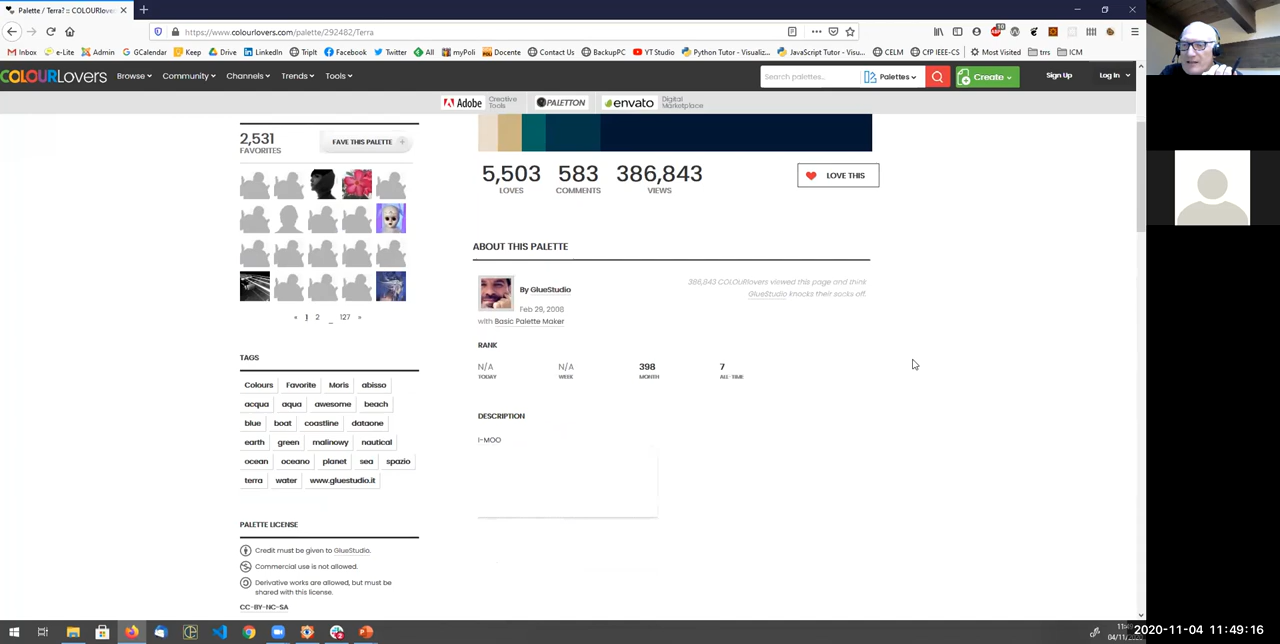 Palette / Terra? :: COLOURlover
https://www.colourlovers.com/palette/292482/Terra
Inbox e-Lite Admin GCalendar Keep Drive LinkedIn TripIt Facebook Twitter All myPoli Docente Contact Us BackupPC YT Studio Python Tutor - Visualiz... JavaScript Tutor - Visu... CELM CfP IEEE-CS Most Visited trrs ICM
COLOURLovers Browse Community Channels Trends Tools Search palettes... Palettes Create Sign Up Log In
Adobe Creative Tools PALETTON envato Digital Marketplace
2,531
FAVORITES
FAVE THIS PALETTE +
5,503 583 386,843
LOVES COMMENTS VIEWS
LOVE THIS
ABOUT THIS PALETTE
By GlueStudio
Feb 29, 2008
with Basic Palette Maker
386,843 COLOURlovers viewed this page and think
GlueStudio knocks their socks off.
« 1 2 _ 127 »
RANK
N/A N/A 398 7
TODAY WEEK MONTH ALL-TIME
TAGS
Colours Favorite Moris abisso
acqua aqua awesome beach
blue boat coastline dataone
earth green malinowy nautical
ocean oceano planet sea spazio
terra water www.gluestudio.it
DESCRIPTION
I-MOO
PALETTE LICENSE
Credit must be given to GlueStudio.
Commercial use is not allowed.
Derivative works are allowed, but must be
shared with this license.
CC-BY-NC-SA
2020-11-04 11:49:16